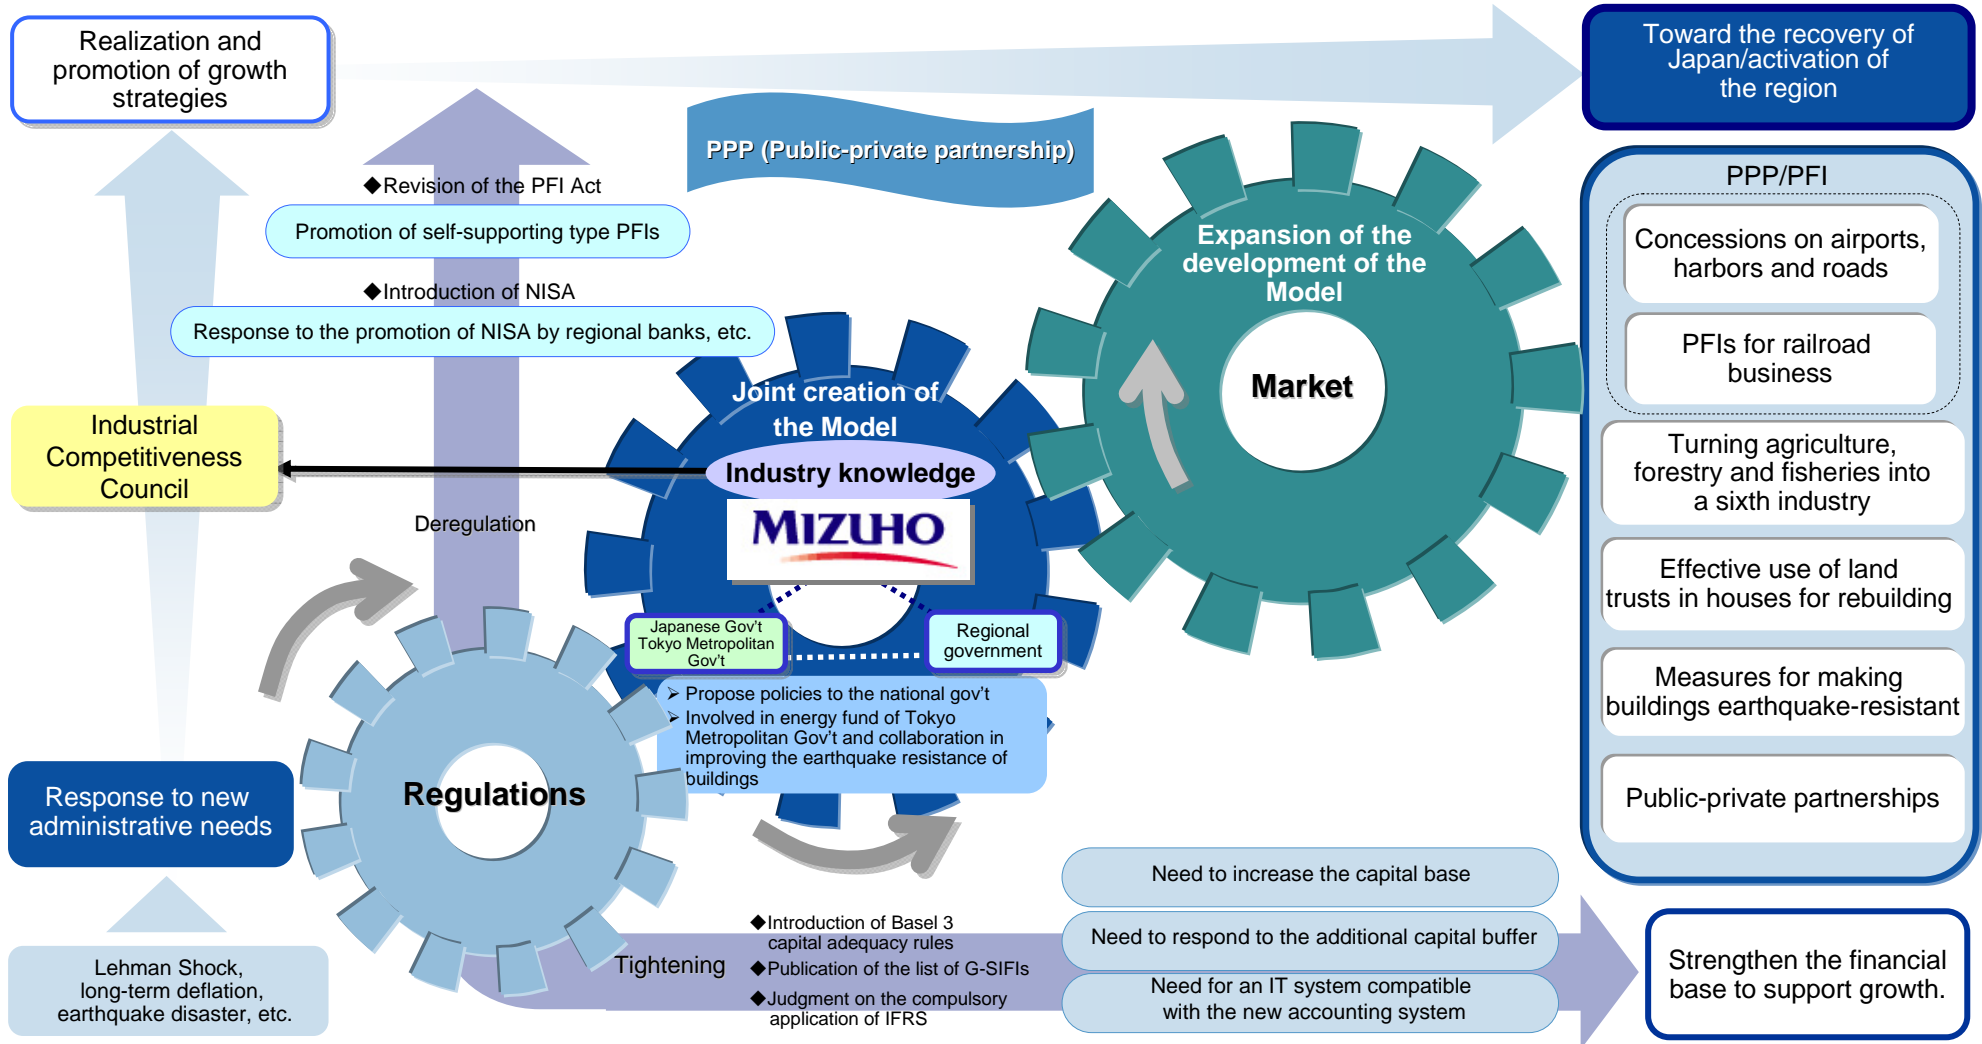 Realization and
promotion of growth
strategies
Toward the recovery of
Japan/activation of
the region
PPP (Public-private partnership)
◆Revision of the PFI Act
Promotion of self-supporting type PFIs
◆Introduction of NISA
Response to the promotion of NISA by regional banks, etc.
Industrial
Competitiveness
Council
Deregulation
Joint creation of
the Model
Industry knowledge
MIZUHO
Japanese Gov't
Tokyo Metropolitan
Gov't
Regional
government
➢ Propose policies to the national gov't
➢ Involved in energy fund of Tokyo
Metropolitan Gov't and collaboration in
improving the earthquake resistance of
buildings
Expansion of the
development of the
Model
Market
Regulations
PPP/PFI
Concessions on airports,
harbors and roads
PFIs for railroad
business
Turning agriculture,
forestry and fisheries into
a sixth industry
Effective use of land
trusts in houses for rebuilding
Measures for making
buildings earthquake-resistant
Public-private partnerships
Response to new
administrative needs
Lehman Shock,
long-term deflation,
earthquake disaster, etc.
Tightening
◆Introduction of Basel 3
capital adequacy rules
◆Publication of the list of G-SIFIs
◆Judgment on the compulsory
application of IFRS
Need to increase the capital base
Need to respond to the additional capital buffer
Need for an IT system compatible
with the new accounting system
Strengthen the financial
base to support growth.